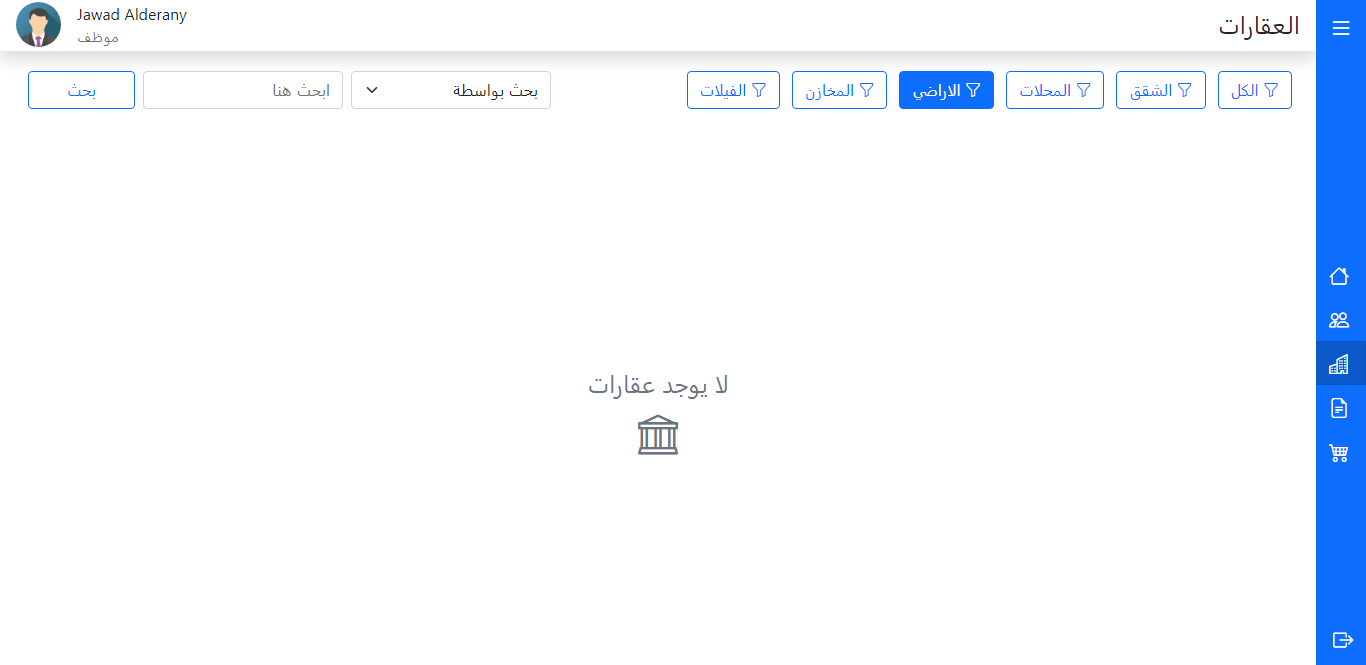 العقارات
Jawad Alderany
موظف
الكل
الشقق
المحلات
الاراضي
المخازن
الفيلات
بحث بواسطة
ابحث هنا
بحث
لا يوجد عقارات